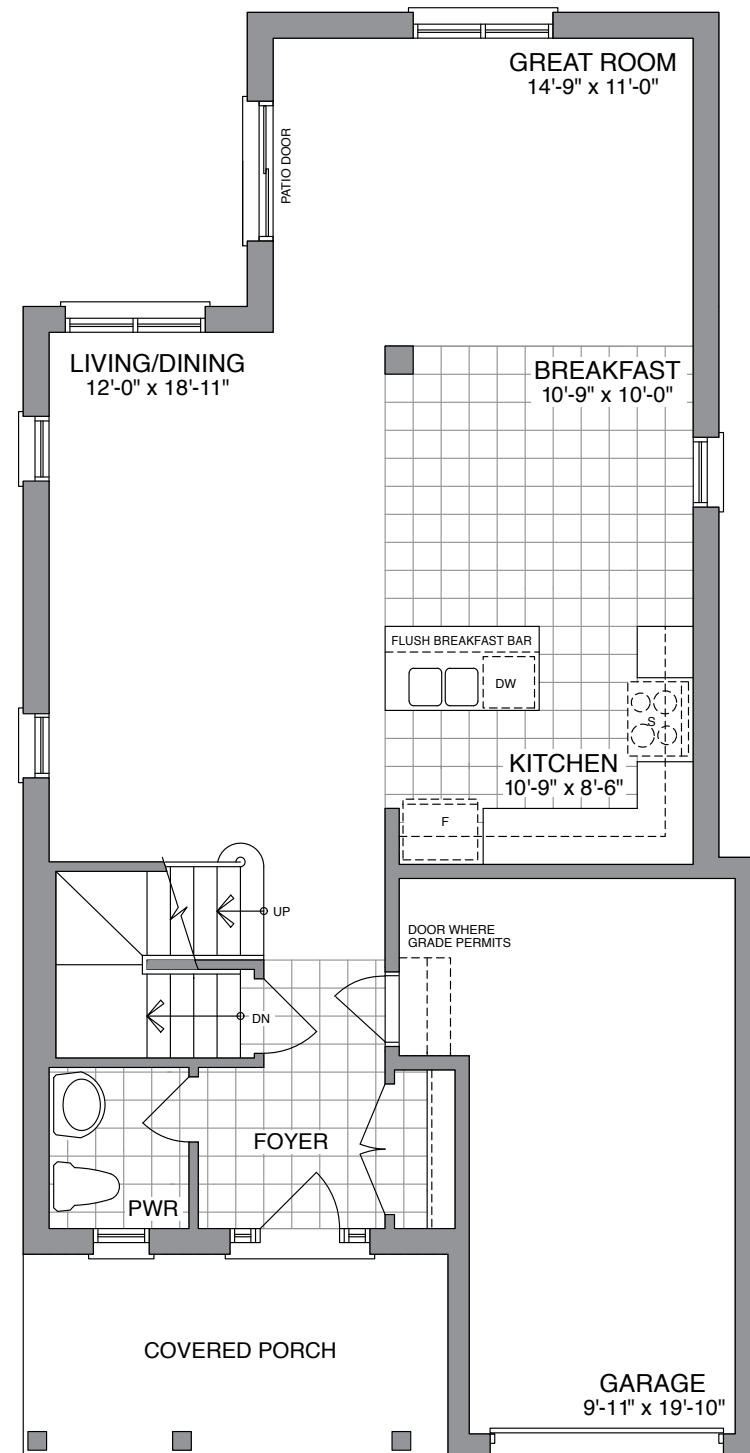 GREAT ROOM
14'-9" x 11'-0"
PATIO DOOR
LIVING/DINING
12'-0" x 18'-11"
BREAKFAST
10'-9" x 10'-0"
FLUSH BREAKFAST BAR
DW
S
KITCHEN
10'-9" x 8'-6"
F
UP
DOOR WHERE
GRADE PERMITS
DN
FOYER
PWR
COVERED PORCH
GARAGE
9'-11" x 19'-10"